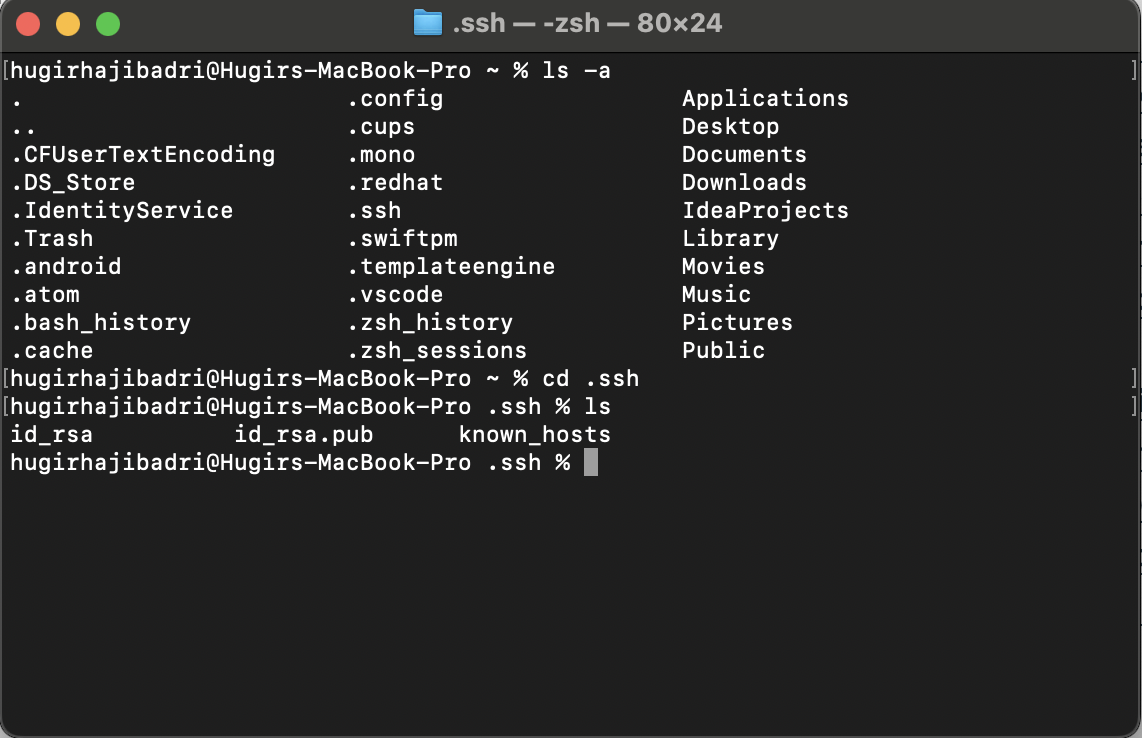 .ssh — -zsh — 80×24
[hugirhajibadri@Hugirs-MacBook-Pro ~ % ls -a ]
. .config Applications
.. .cups Desktop
.CFUserTextEncoding .mono Documents
.DS_Store .redhat Downloads
.IdentityService .ssh IdeaProjects
.Trash .swiftpm Library
.android .templateengine Movies
.atom .vscode Music
.bash_history .zsh_history Pictures
.cache .zsh_sessions Public
[hugirhajibadri@Hugirs-MacBook-Pro ~ % cd .ssh ]
[hugirhajibadri@Hugirs-MacBook-Pro .ssh % ls ]
id_rsa id_rsa.pub known_hosts
hugirhajibadri@Hugirs-MacBook-Pro .ssh %